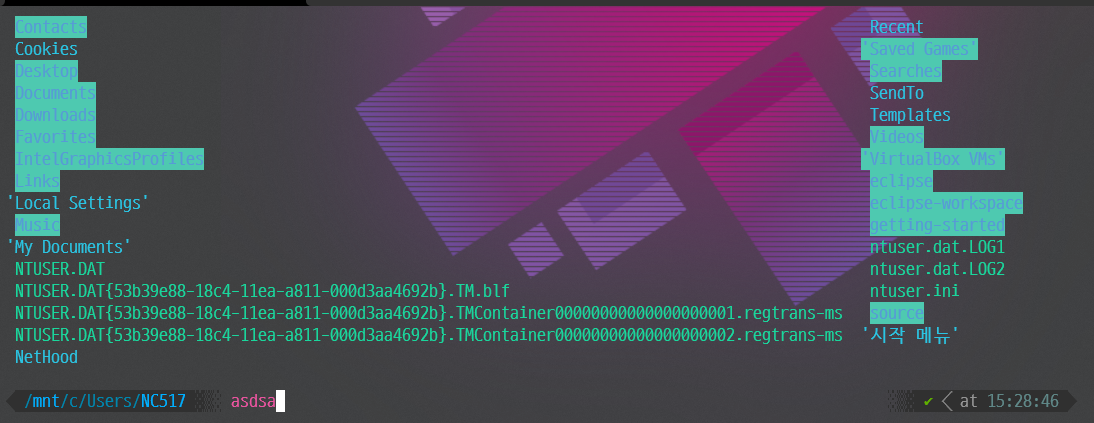 Contacts Recent
Cookies 'Saved Games'
Desktop Searches
Documents SendTo
Downloads Templates
Favorites Videos
IntelGraphicsProfiles 'VirtualBox VMs'
Links eclipse
'Local Settings' eclipse-workspace
Music getting-started
'My Documents' ntuser.dat.LOG1
NTUSER.DAT ntuser.dat.LOG2
NTUSER.DAT{53b39e88-18c4-11ea-a811-000d3aa4692b}.TM.blf ntuser.ini
NTUSER.DAT{53b39e88-18c4-11ea-a811-000d3aa4692b}.TMContainer00000000000000000001.regtrans-ms source
NTUSER.DAT{53b39e88-18c4-11ea-a811-000d3aa4692b}.TMContainer00000000000000000002.regtrans-ms '시작 메뉴'
NetHood
/mnt/c/Users/NC517 asdsa ✔ at 15:28:46